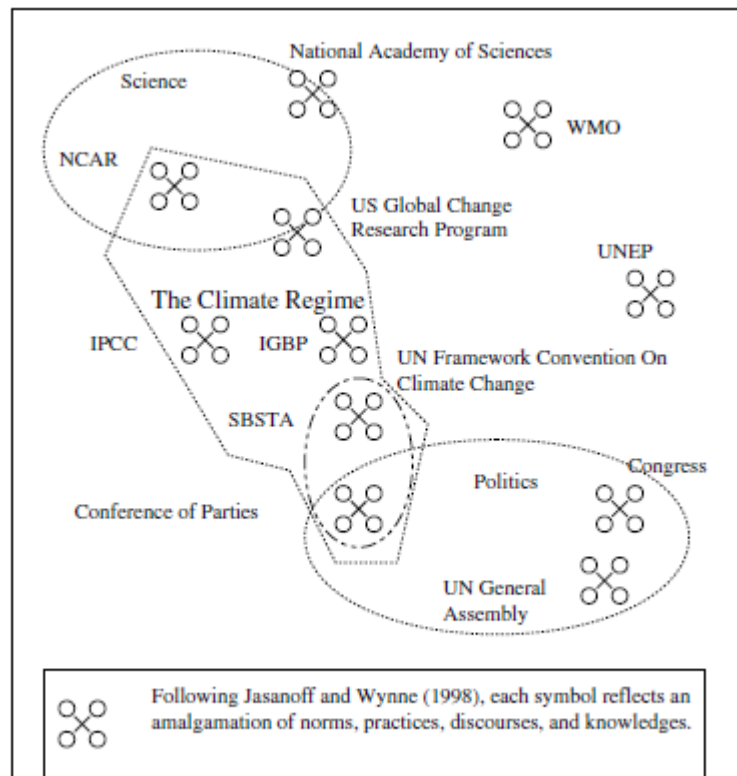 National Academy of Sciences
Science
WMO
NCAR
US Global Change
Research Program
UNEP
The Climate Regime
IPCC
IGBP
UN Framework Convention On
Climate Change
SBSTA
Congress
Politics
Conference of Parties
UN General
Assembly
Following Jasanoff and Wynne (1998), each symbol reflects an
amalgamation of norms, practices, discourses, and knowledges.